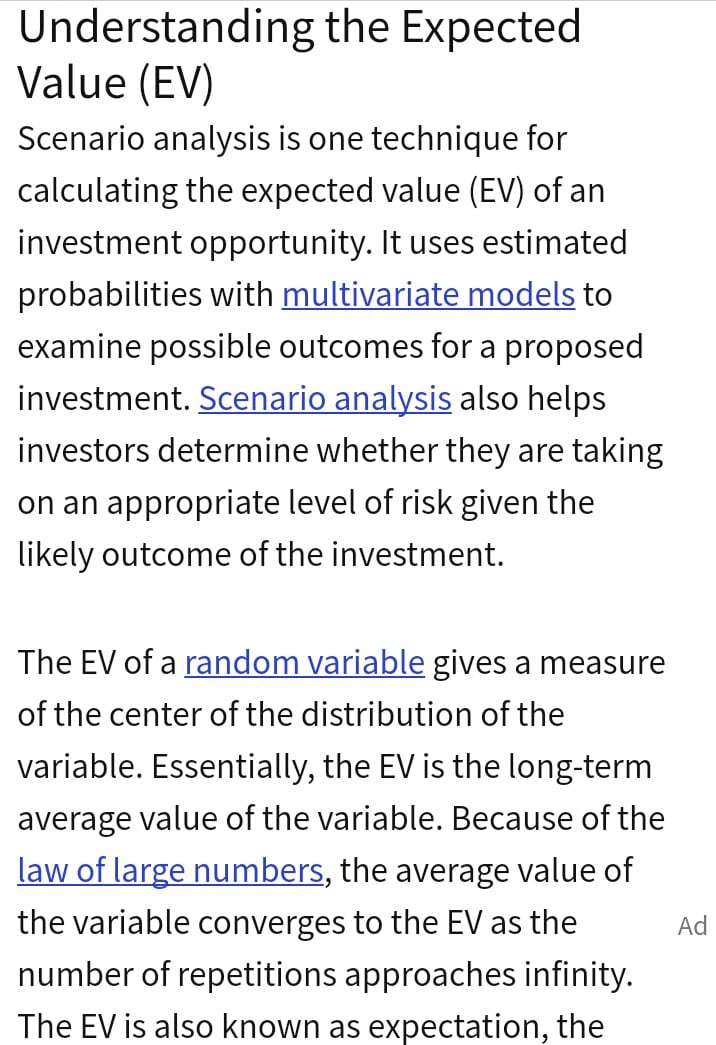 Understanding the Expected
Value (EV)
Scenario analysis is one technique for
calculating the expected value (EV) of an
investment opportunity. It uses estimated
probabilities with multivariate models to
examine possible outcomes for a proposed
investment. Scenario analysis also helps
investors determine whether they are taking
on an appropriate level of risk given the
likely outcome of the investment.
The EV of a random variable gives a measure
of the center of the distribution of the
variable. Essentially, the EV is the long-term
average value of the variable. Because of the
law of large numbers, the average value of
the variable converges to the EV as the
Ad
number of repetitions approaches infinity.
The EV is also known as expectation, the